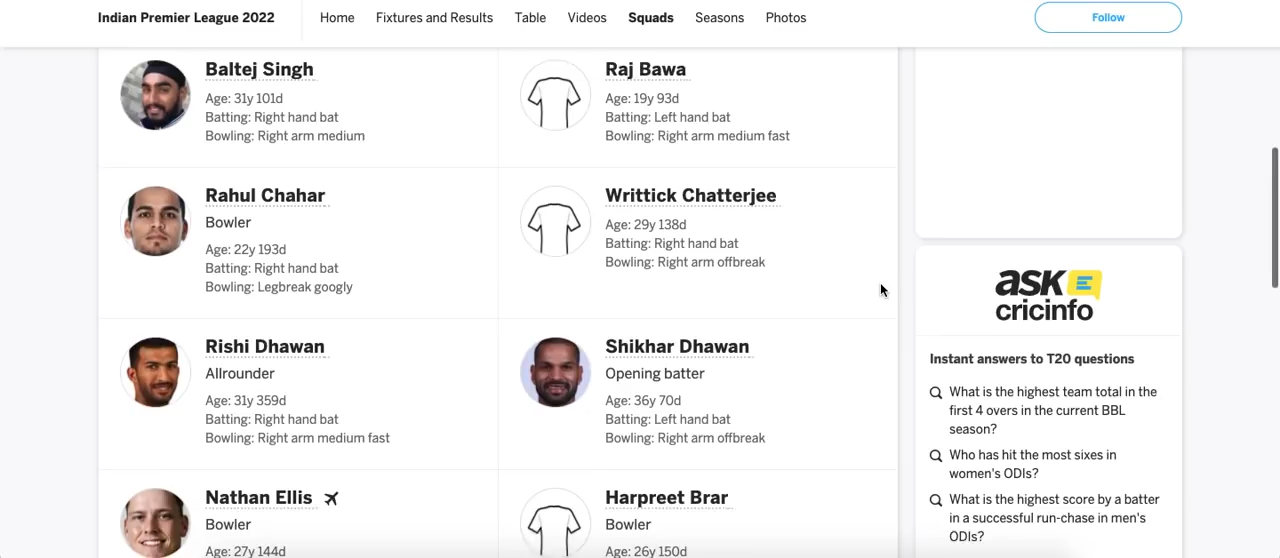 Indian Premier League 2022
Home
Fixtures and Results
Table
Videos
Squads
Seasons
Photos
Follow
Baltej Singh
Age: 31y 101d
Batting: Right hand bat
Bowling: Right arm medium
Raj Bawa
Age: 19y 93d
Batting: Left hand bat
Bowling: Right arm medium fast
Rahul Chahar
Bowler
Age: 22y 193d
Batting: Right hand bat
Bowling: Legbreak googly
Writtick Chatterjee
Age: 29y 138d
Batting: Right hand bat
Bowling: Right arm offbreak
Rishi Dhawan
Allrounder
Age: 31y 359d
Batting: Right hand bat
Bowling: Right arm medium fast
Shikhar Dhawan
Opening batter
Age: 36y 70d
Batting: Left hand bat
Bowling: Right arm offbreak
Nathan Ellis
Bowler
Age: 27y 144d
Harpreet Brar
Bowler
Age: 26y 150d
ask
cricinfo
Instant answers to T20 questions
What is the highest team total in the
first 4 overs in the current BBL
season?
Who has hit the most sixes in
women's ODIs?
What is the highest score by a batter
in a successful run-chase in men's
ODIs?